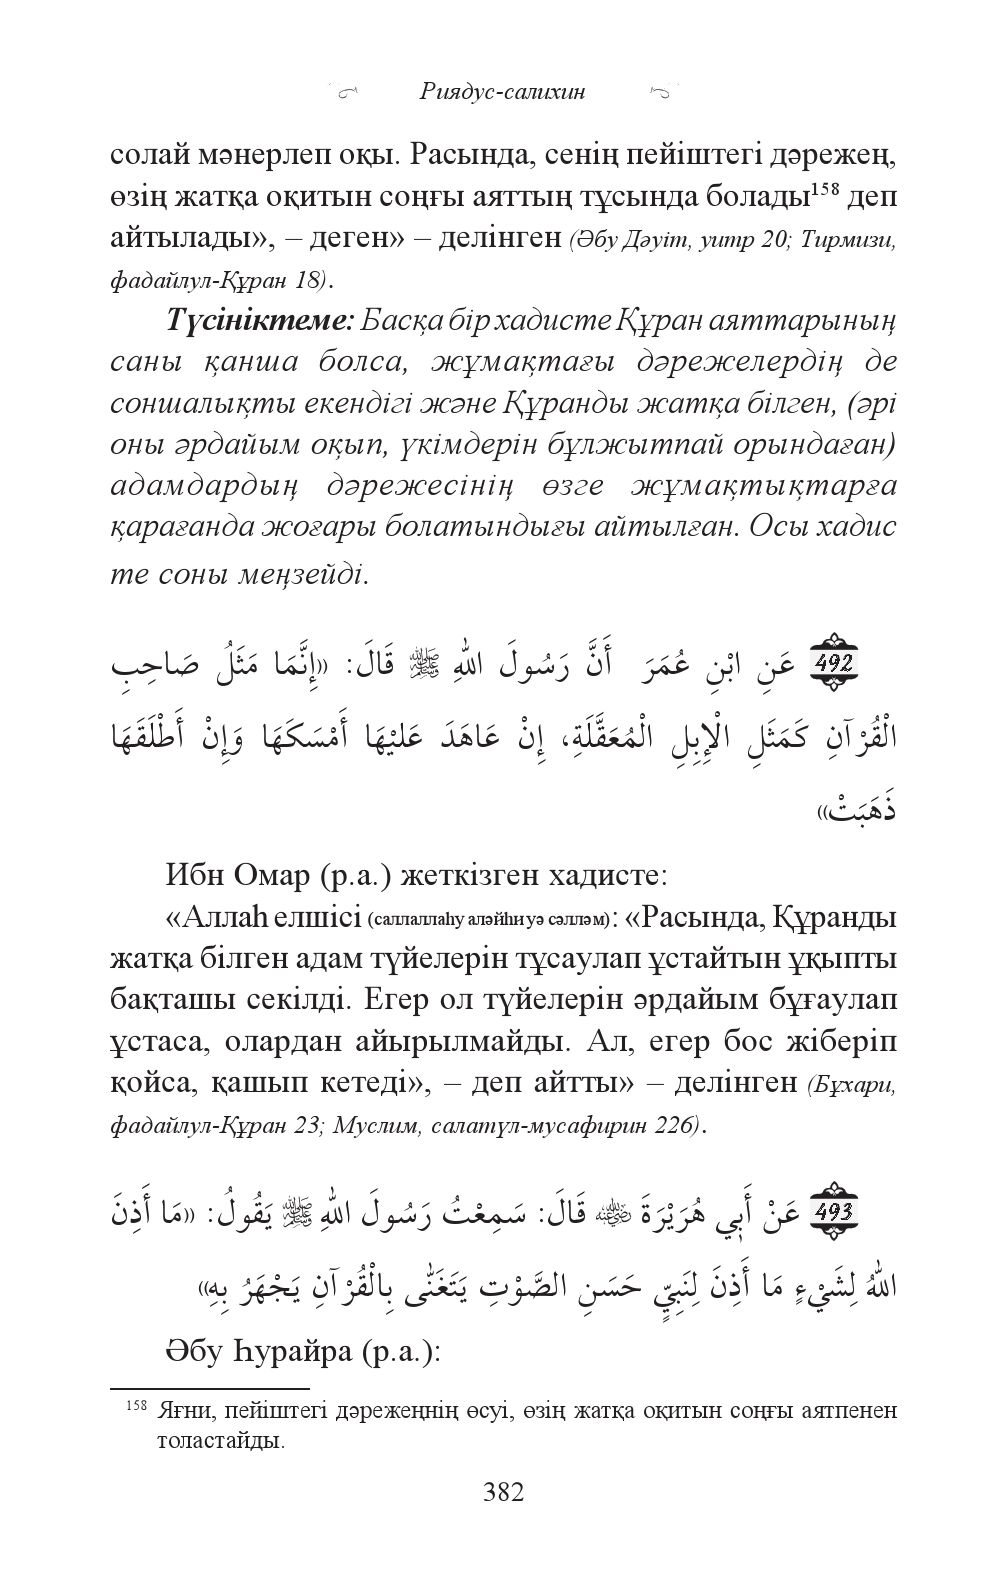 Риядус-салихин
солай мәнерлеп оқы. Расында, сенің пейіштегі дәрежең,
өзің жатқа оқитын соңғы аяттың тұсында болады158 деп
айтылады», – деген» – делінген (Әбу Дәуіт, уитр 20; Тирмизи,
фадайлул-Құран 18).
Түсініктеме: Басқа бір хадисте Құран аяттарының
саны қанша болса, жұмақтағы дәрежелердің де
соншалықты екендігі және Құранды жатқа білген, (әрі
оны әрдайым оқып, үкімдерін бұлжытпай орындаған)
адамдардың дәрежесінің өзге жұмақтықтарға
қарағанда жоғары болатындығы айтылған. Осы хадис
те соны меңзейді.
492 عَنِ ابْنِ عُمَرَ أَنَّ رَسُولَ اللهِ ﷺ قَالَ: «إِنَّمَا مَثَلُ صَاحِبِ
الْقُرْآنِ كَمَثَلِ الْإِبِلِ الْمُعَقَّلَةِ، إِنْ عَاهَدَ عَلَيْهَا أَمْسَكَهَا وَإِنْ أَطْلَقَهَا
ذَهَبَتْ»
Ибн Омар (р.а.) жеткізген хадисте:
«Аллаһ елшісі (саллаллаһу аләйһи уә сәлләм): «Расында, Құранды
жатқа білген адам түйелерін тұсаулап ұстайтын ұқыпты
бақташы секілді. Егер ол түйелерін әрдайым бұғаулап
ұстаса, олардан айырылмайды. Ал, егер бос жіберіп
қойса, қашып кетеді», – деп айтты» – делінген (Бұхари,
фадайлул-Құран 23; Муслим, салатүл-мусафирин 226).
493 عَنْ أَبِي هُرَيْرَةَ ﷺ قَالَ: سَمِعْتُ رَسُولَ اللهِ ﷺ يَقُولُ: «مَا أَذِنَ
اللهُ لِشَيْءٍ مَا أَذِنَ لِنَبِيٍّ حَسَنِ الصَّوْتِ يَتَغَنَّى بِالْقُرْآنِ يَجْهَرُ بِهِ»
Әбу Һурайра (р.а.):
158 Яғни, пейіштегі дәрежеңнің өсуі, өзің жатқа оқитын соңғы аятпенен
толастайды.
382